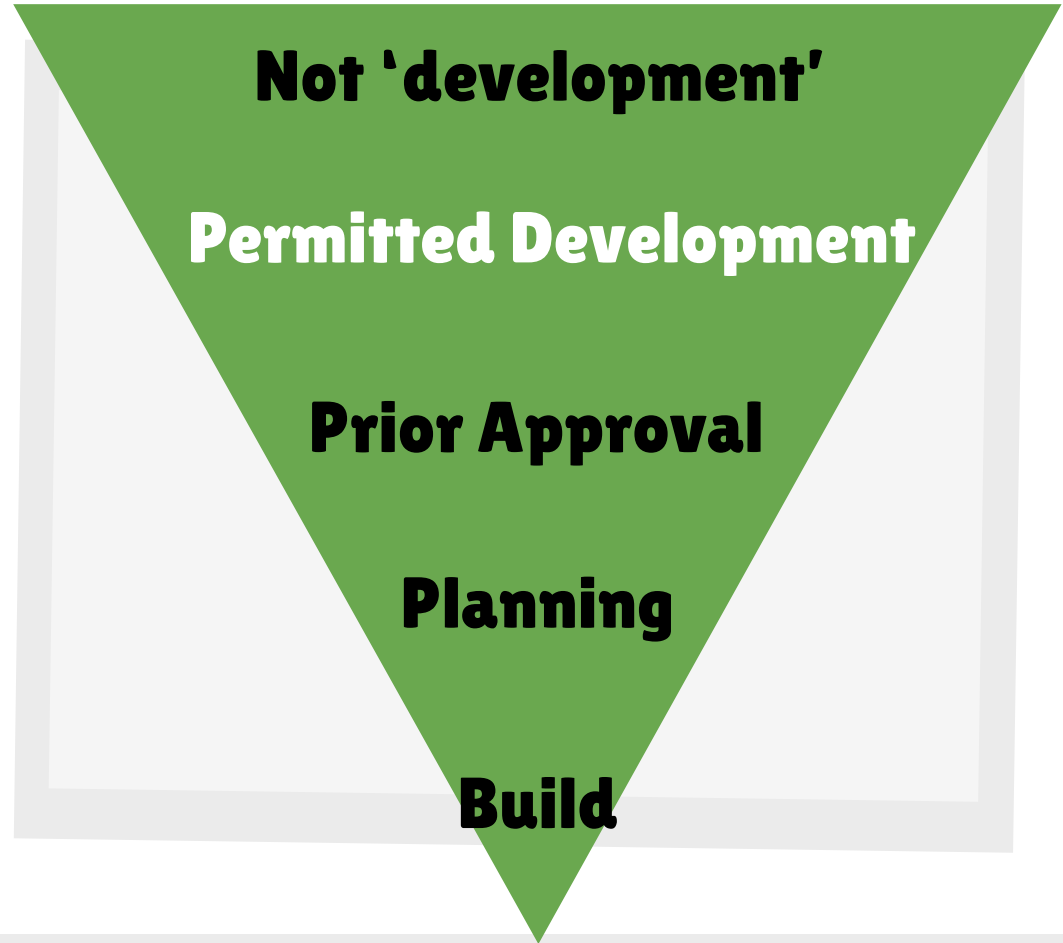 Not ‘development’
Permitted Development
Prior Approval
Planning
Build